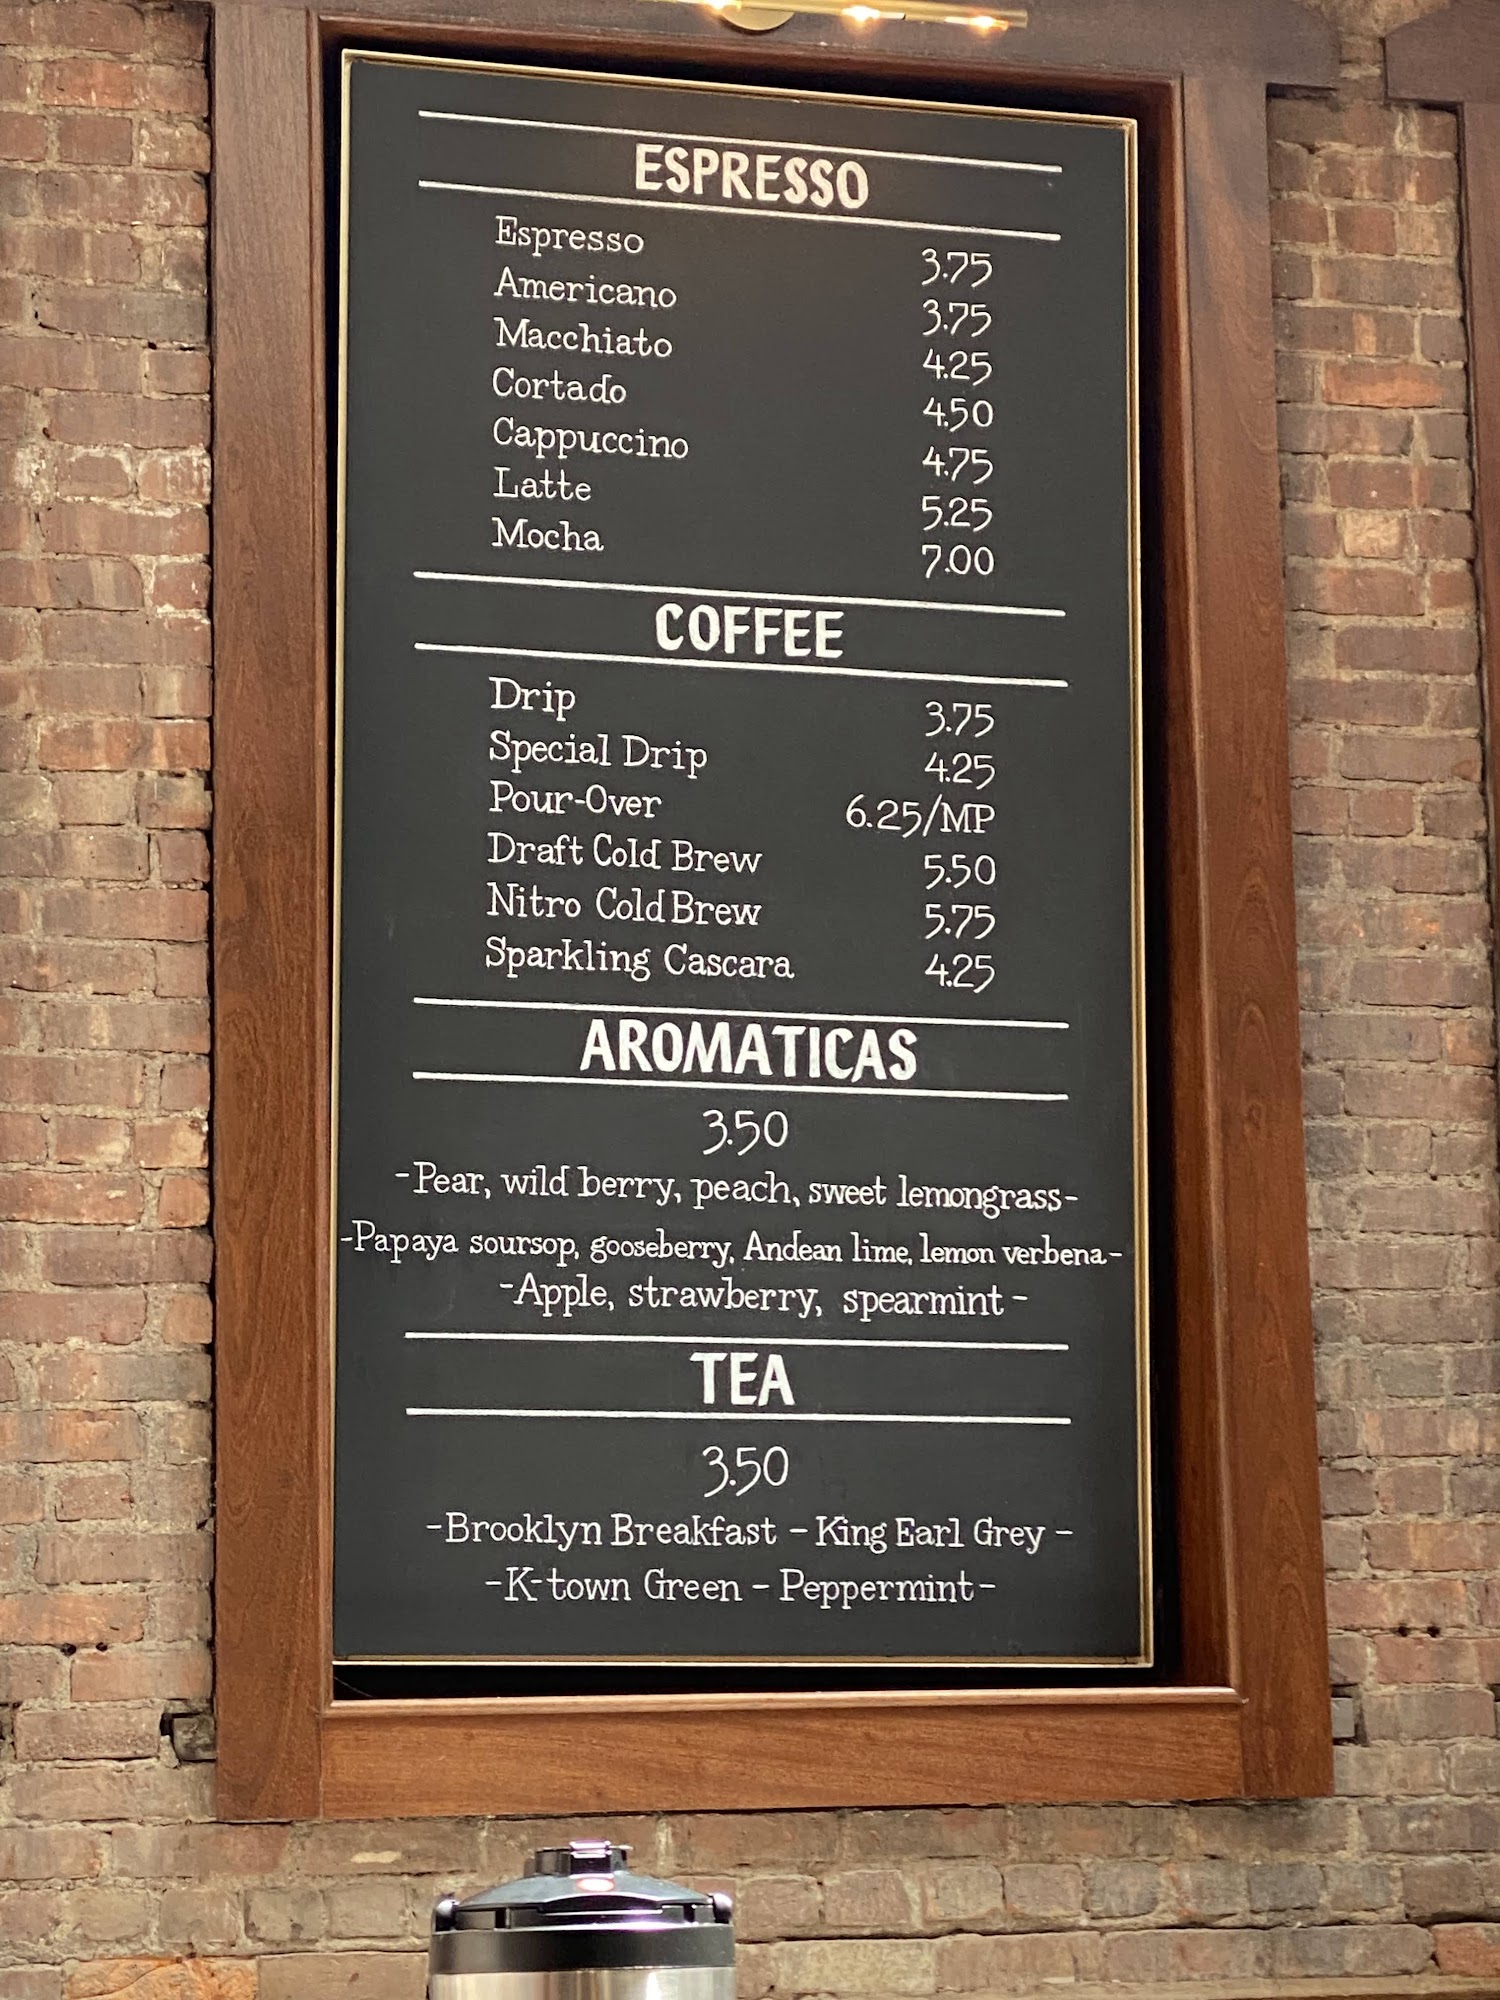 ESPRESSO
Espresso 3.75
Americano 3.75
Macchiato 4.25
Cortado 4.50
Cappuccino 4.75
Latte 5.25
Mocha 7.00
COFFEE
Drip 3.75
Special Drip 4.25
Pour-Over 6.25/MP
Draft Cold Brew 5.50
Nitro Cold Brew 5.75
Sparkling Cascara 4.25
AROMATICAS
3.50
-Pear, wild berry, peach, sweet lemongrass-
-Papaya soursop, gooseberry, Andean lime, lemon verbena-
-Apple, strawberry, spearmint-
TEA
3.50
-Brooklyn Breakfast - King Earl Grey -
-K-town Green - Peppermint-